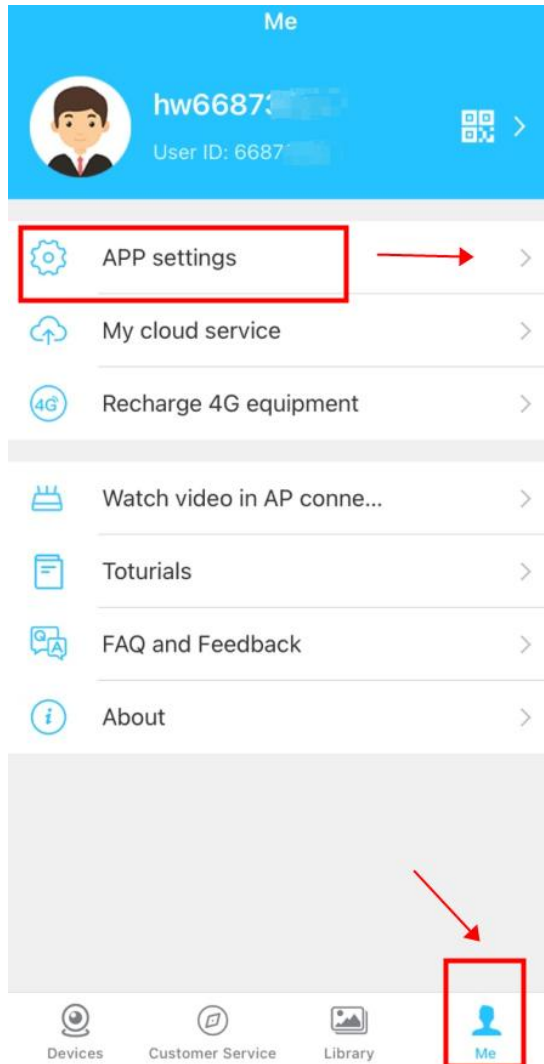 Me
hw6687
User ID: 6687
APP settings
My cloud service
4G
Recharge 4G equipment
Watch video in AP conne...
Toturials
Q A
FAQ and Feedback
i
About
Devices
Customer Service
Library
Me